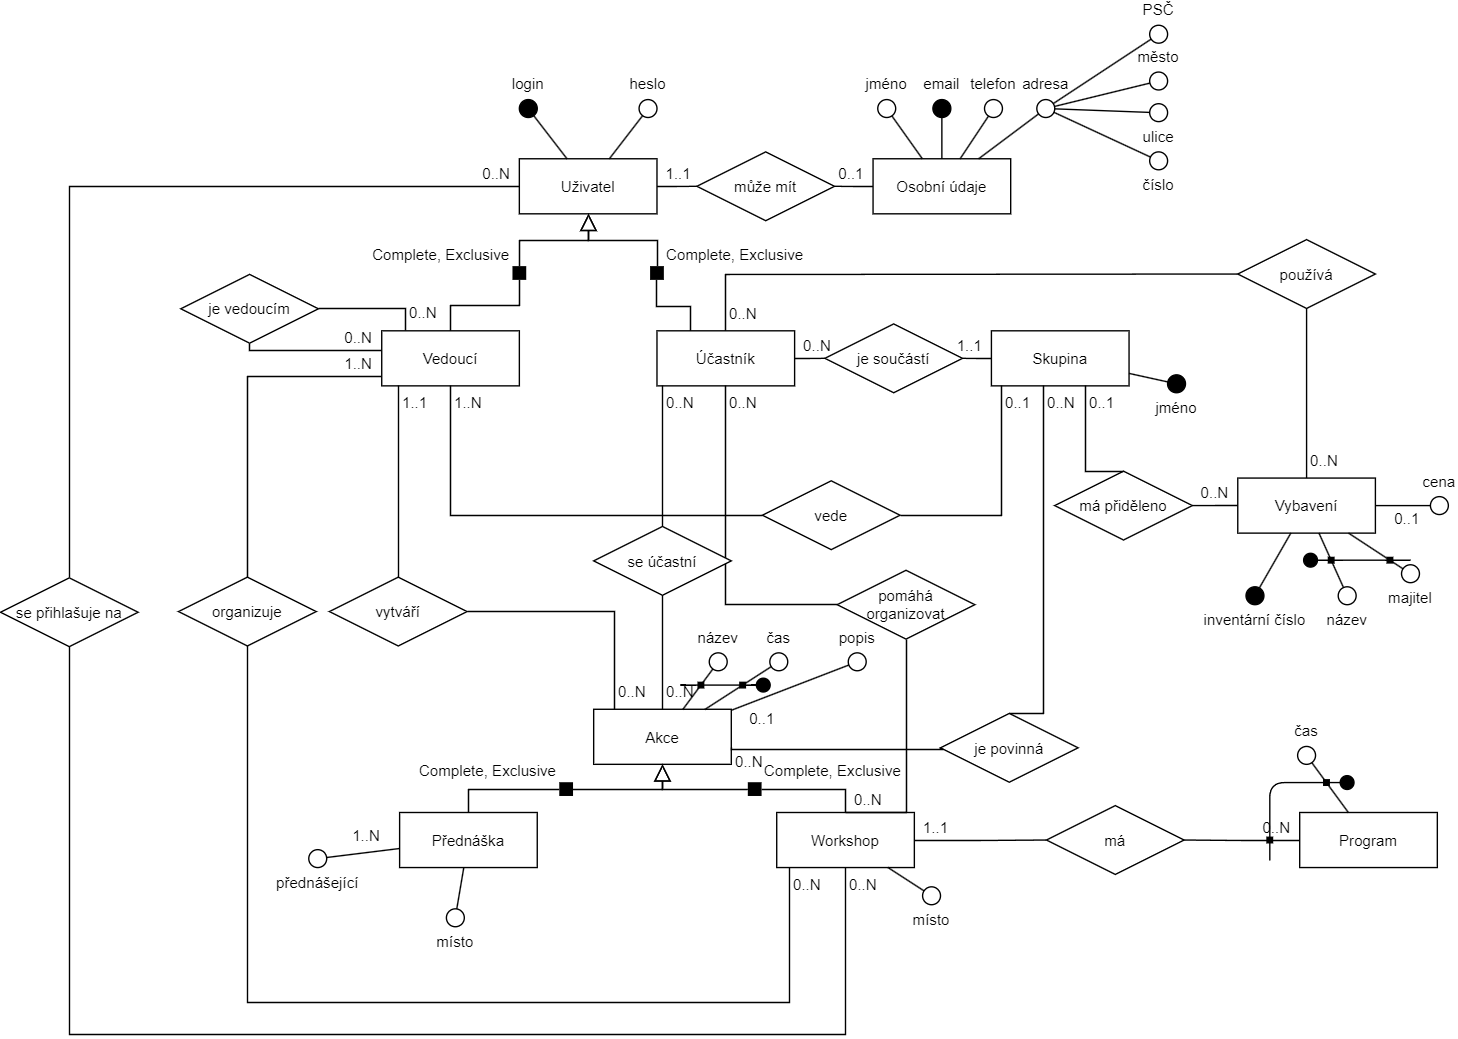 PSČ
město
login
heslo
jméno
email
telefon
adresa
ulice
číslo
0..N
Uživatel
1..1
může mít
0..1
Osobní údaje
Complete, Exclusive
Complete, Exclusive
je vedoucím
0..N
0..N
používá
0..N
1..N
Vedoucí
Účastník
0..N
je součástí
1..1
Skupina
1..1
1..N
0..N
0..N
0..1
0..N
0..1
jméno
0..N
cena
vede
má přiděleno
0..N
Vybavení
0..1
se účastní
se přihlašuje na
organizuje
vytváří
pomáhá
organizovat
majitel
inventární číslo
název
název
čas
popis
0..N
0..N
0..1
Akce
0..N
je povinná
čas
Complete, Exclusive
Complete, Exclusive
0..N
1..N
Přednáška
Workshop
1..1
má
0..N
Program
přednášející
0..N
0..N
místo
místo